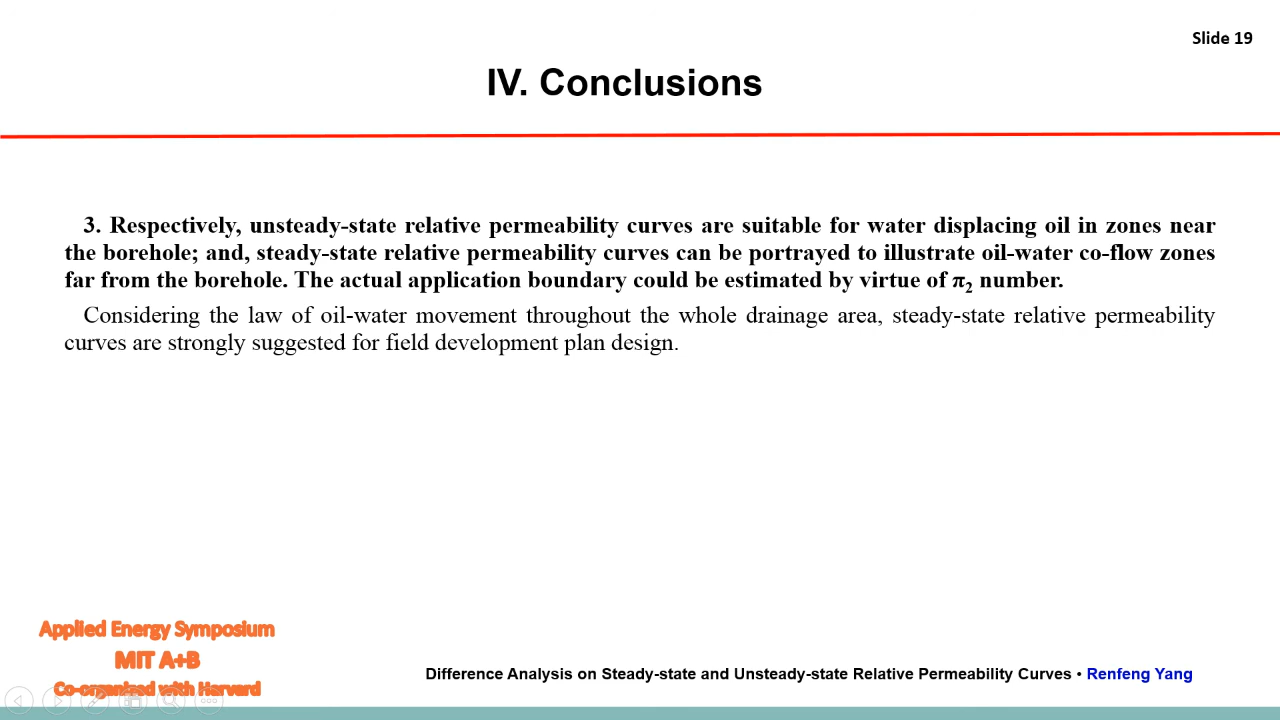 Slide 19
IV. Conclusions
3. Respectively, unsteady-state relative permeability curves are suitable for water displacing oil in zones near
the borehole; and, steady-state relative permeability curves can be portrayed to illustrate oil-water co-flow zones
far from the borehole. The actual application boundary could be estimated by virtue of π₂ number.
Considering the law of oil-water movement throughout the whole drainage area, steady-state relative permeability
curves are strongly suggested for field development plan design.
Applied Energy Symposium
MIT A+B
Co-organized with Harvard
Difference Analysis on Steady-state and Unsteady-state Relative Permeability Curves • Renfeng Yang